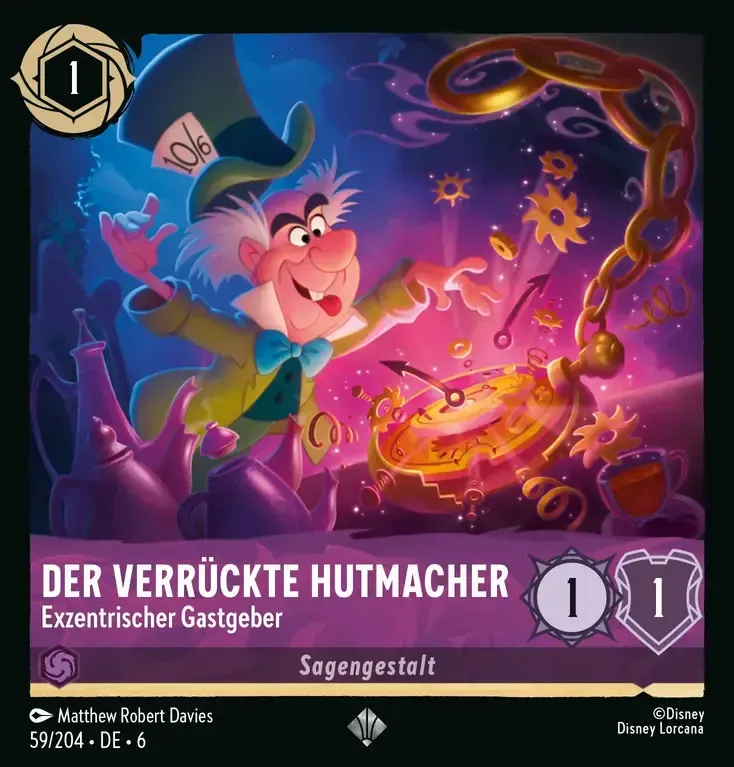 1
10/6
DER VERRÜCKTE HUTMACHER
Exzentrischer Gastgeber
1
1
Sagengestalt
Matthew Robert Davies
59/204 • DE • 6
©Disney
Disney Lorcana